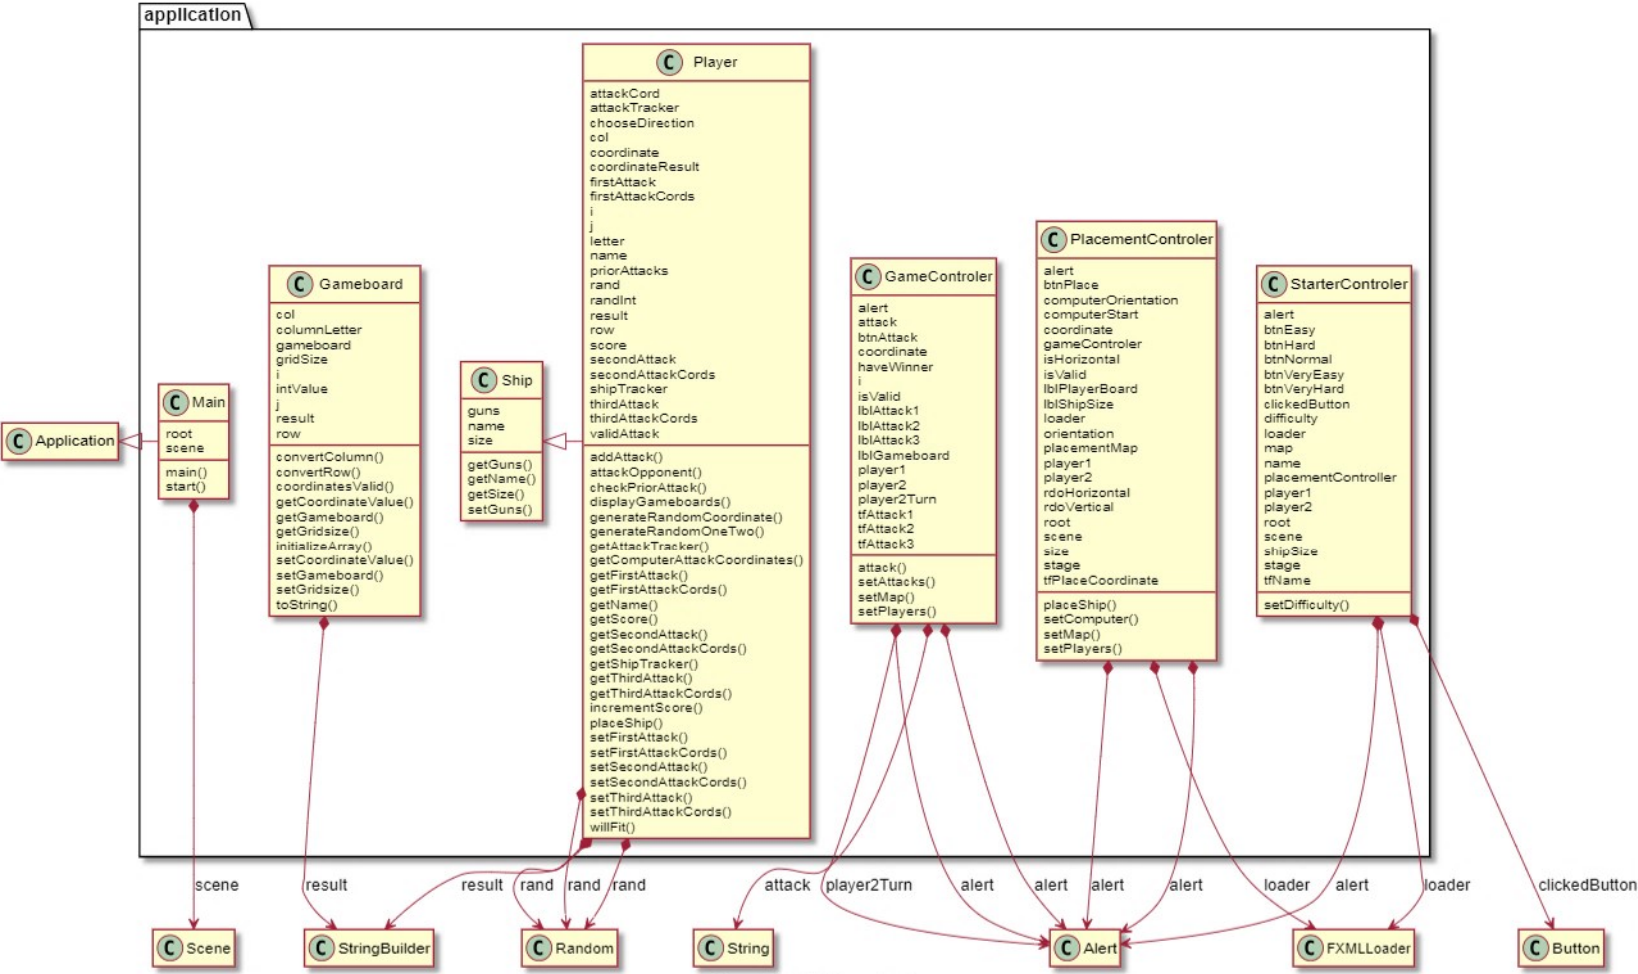 application
C Player
attackCord
attackTracker
chooseDirection
col
coordinate
coordinateResult
firstAttack
firstAttackCords
i
j
letter
name
priorAttacks
rand
randInt
result
row
score
secondAttack
secondAttackCords
shipTracker
thirdAttack
thirdAttackCords
validAttack
addAttack()
attackOpponent()
checkPriorAttack()
displayGameboards()
generateRandomCoordinate()
generateRandomOneTwo()
getAttackTracker()
getComputerAttackCoordinates()
getFirstAttack()
getFirstAttackCords()
getName()
getScore()
getSecondAttack()
getSecondAttackCords()
getShipTracker()
getThirdAttack()
getThirdAttackCords()
incrementScore()
placeShip()
setFirstAttack()
setFirstAttackCords()
setSecondAttack()
setSecondAttackCords()
setThirdAttack()
setThirdAttackCords()
willFit()
C Application
C Main
root
scene
main()
start()
C Gameboard
col
columnLetter
gameboard
gridSize
i
intValue
j
result
row
convertColumn()
convertRow()
coordinatesValid()
getCoordinateValue()
getGameboard()
getGridsize()
initializeArray()
setCoordinateValue()
setGameboard()
setGridsize()
toString()
C Ship
guns
name
size
getGuns()
getName()
getSize()
setGuns()
C GameControler
alert
attack
btnAttack
coordinate
haveWinner
i
isValid
lblAttack1
lblAttack2
lblAttack3
lblGameboard
player1
player2
player2Turn
tfAttack1
tfAttack2
tfAttack3
attack()
setAttacks()
setMap()
setPlayers()
C PlacementControler
alert
btnPlace
computerOrientation
computerStart
coordinate
gameControler
isHorizontal
isValid
lblPlayerBoard
lblShipSize
loader
orientation
placementMap
player1
player2
rdoHorizontal
rdoVertical
root
scene
size
stage
tfPlaceCoordinate
placeShip()
setComputer()
setMap()
setPlayers()
C StarterControler
alert
btnEasy
btnHard
btnNormal
btnVeryEasy
btnVeryHard
clickedButton
difficulty
loader
map
name
placementController
player1
player2
root
scene
shipSize
stage
tfName
setDifficulty()
scene
result
result
rand
rand
rand
attack
player2Turn
alert
alert
alert
alert
loader
alert
loader
clickedButton
C Scene
C StringBuilder
C Random
C String
C Alert
C FXMLLoader
C Button